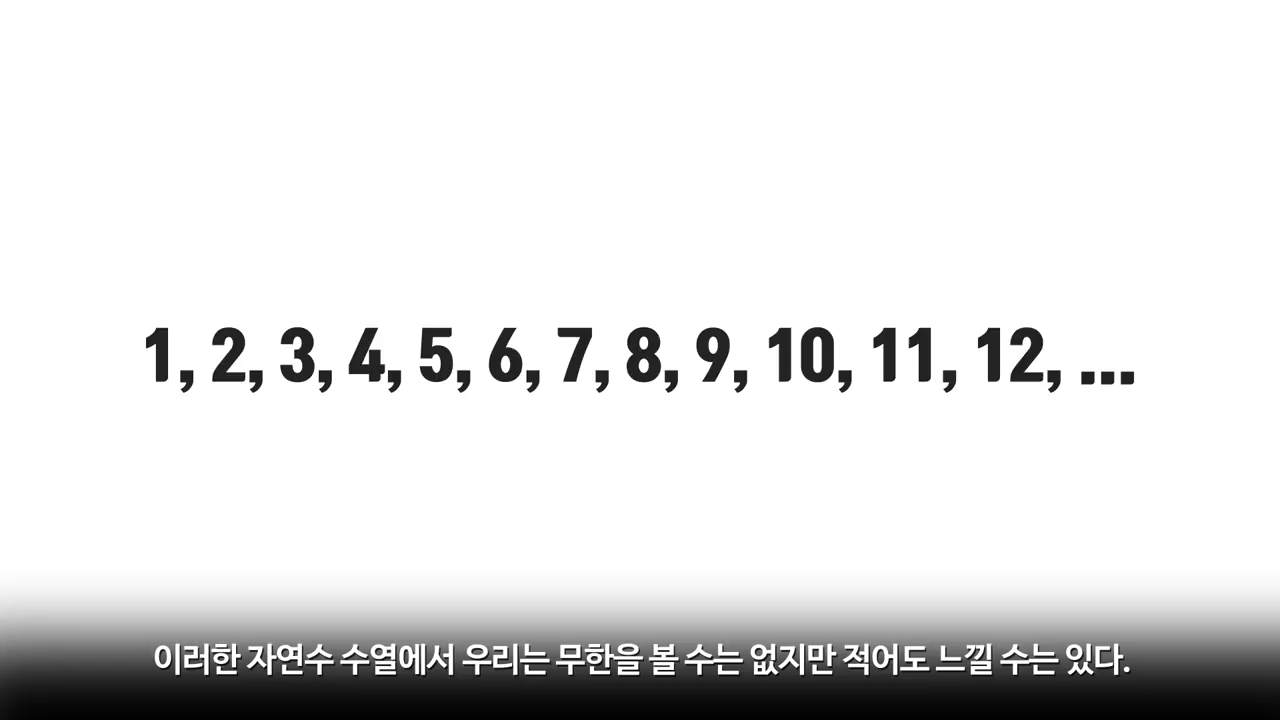 1, 2, 3, 4, 5, 6, 7, 8, 9, 10, 11, 12, ...
이러한 자연수 수열에서 우리는 무한을 볼 수는 없지만 적어도 느낄 수는 있다.